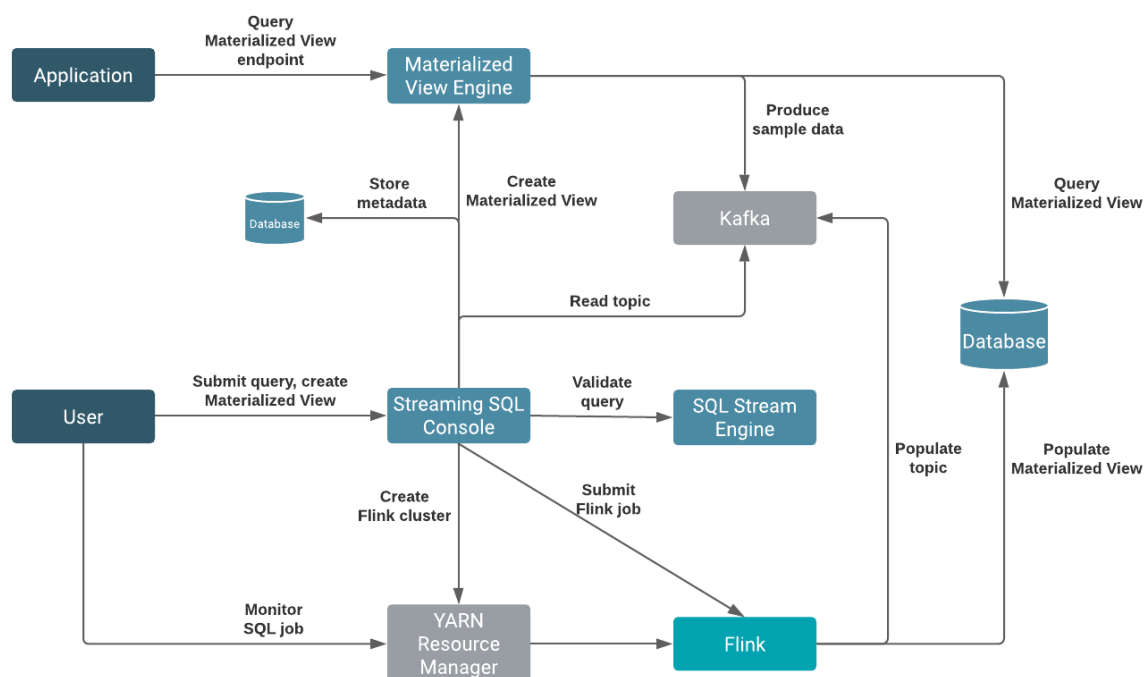 Query
Materialized View
endpoint
Application
Materialized
View Engine
Produce
sample data
Store
metadata
Create
Materialized View
Query
Materialized View
Database
Kafka
Read topic
Database
Submit query, create
Materialized View
Validate
query
User
Streaming SQL
Console
SQL Stream
Engine
Populate
topic
Populate
Materialized View
Create
Flink cluster
Submit
Flink job
Monitor
SQL job
YARN
Resource
Manager
Flink